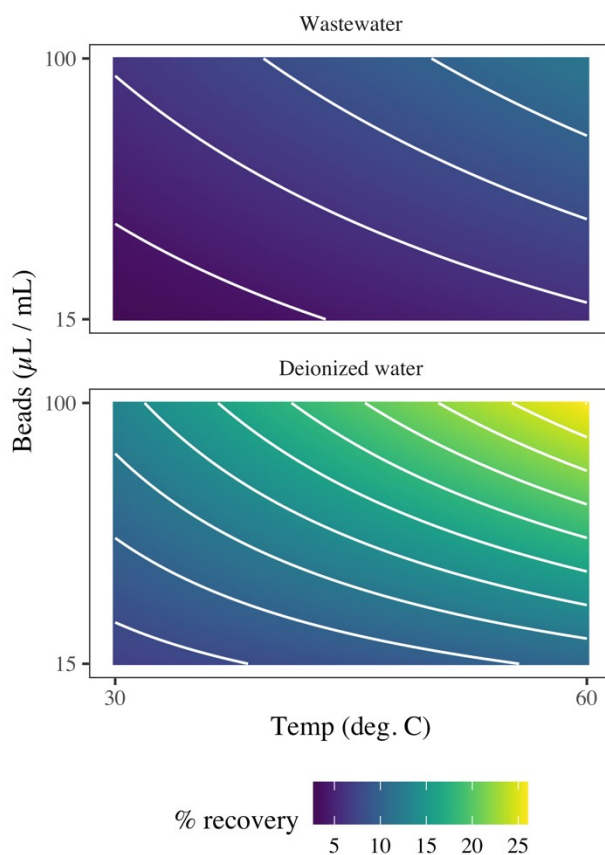 Wastewater
100
15
Deionized water
100
15
Beads (µL / mL)
30
60
Temp (deg. C)
% recovery
5 10 15 20 25